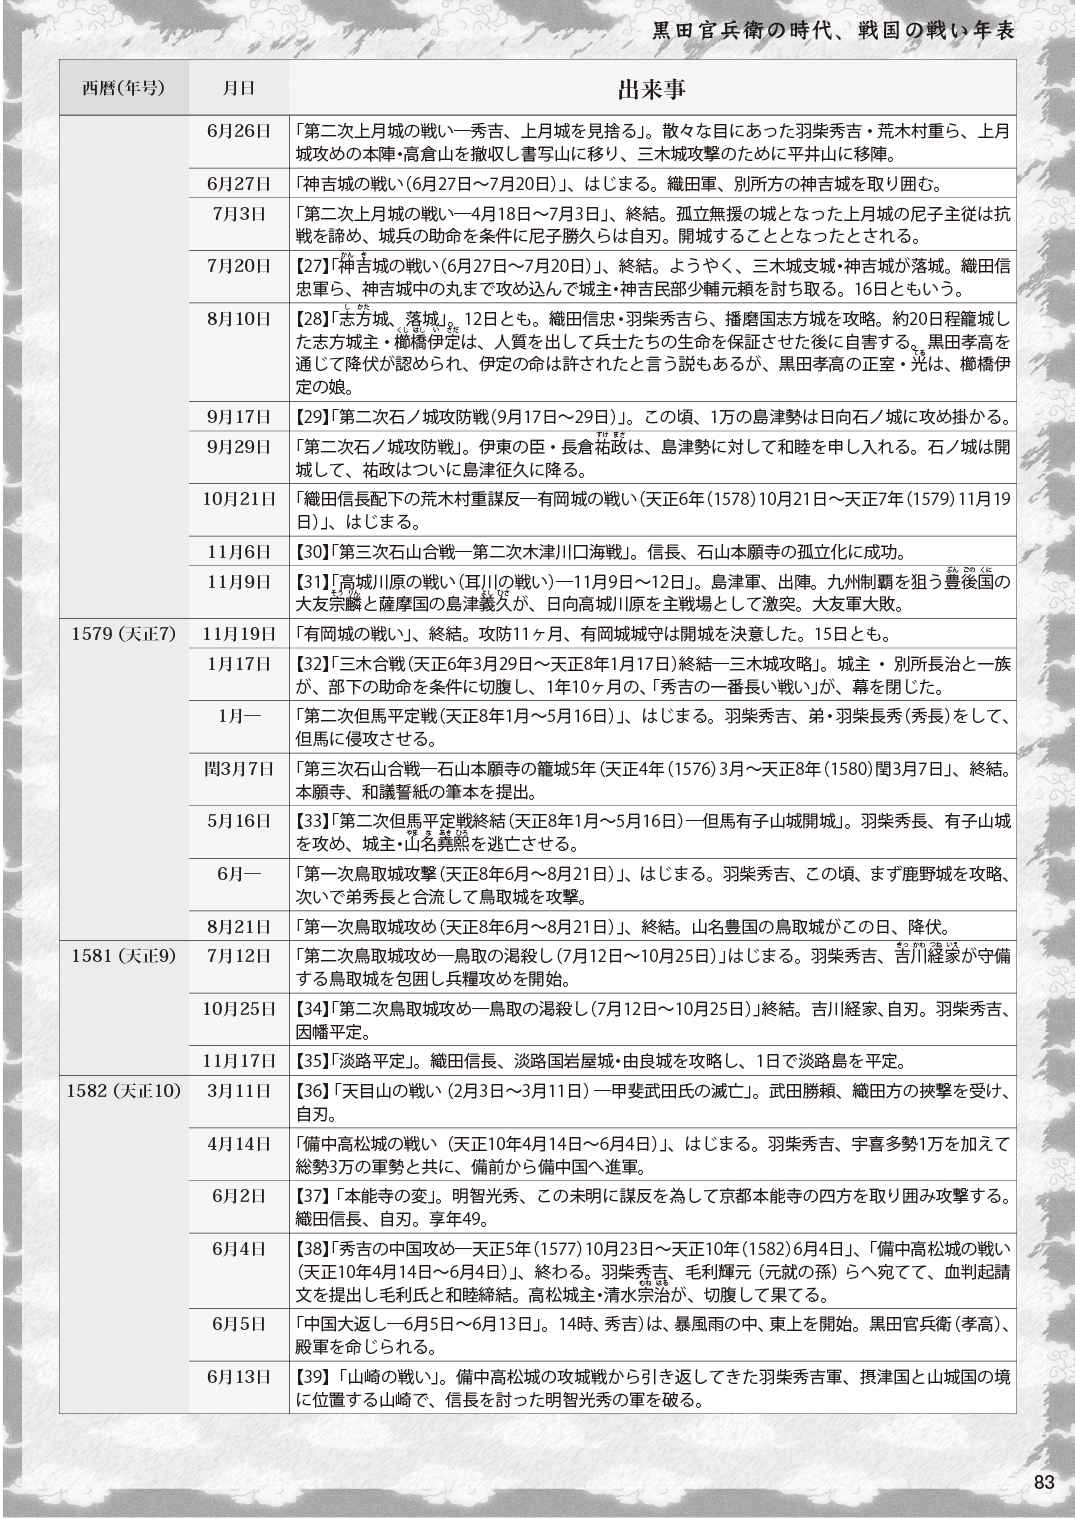 黒田官兵衛の時代、戦国の戦い年表
西暦（年号） 月日 出来事
6月26日 「第二次上月城の戦い―秀吉、上月城を見捨る」。散々な目にあった羽柴秀吉・荒木村重ら、上月
城攻めの本陣・高倉山を撤収し書写山に移り、三木城攻撃のために平井山に移陣。
6月27日 「神吉城の戦い（6月27日～7月20日）」、はじまる。織田軍、別所方の神吉城を取り囲む。
7月3日 「第二次上月城の戦い―4月18日～7月3日」、終結。孤立無援の城となった上月城の尼子主従は抗
戦を諦め、城兵の助命を条件に尼子勝久らは自刃。開城することとなったとされる。
かん き
7月20日 【27】「神吉城の戦い（6月27日～7月20日）」、終結。ようやく、三木城支城・神吉城が落城。織田信
忠軍ら、神吉城中の丸まで攻め込んで城主・神吉民部少輔元頼を討ち取る。16日ともいう。
し かた
8月10日 【28】「志方城、落城」。12日とも。織田信忠・羽柴秀吉ら、播磨国志方城を攻略。約20日程籠城し
くし はし い さだ
た志方城主・櫛橋伊定は、人質を出して兵士たちの生命を保証させた後に自害する。黒田孝高を
てる
通じて降伏が認められ、伊定の命は許されたと言う説もあるが、黒田孝高の正室・光は、櫛橋伊
定の娘。
9月17日 【29】「第二次石ノ城攻防戦（9月17日～29日）」。この頃、1万の島津勢は日向石ノ城に攻め掛かる。
すけ まさ
9月29日 「第二次石ノ城攻防戦」。伊東の臣・長倉祐政は、島津勢に対して和睦を申し入れる。石ノ城は開
城して、祐政はついに島津征久に降る。
10月21日 「織田信長配下の荒木村重謀反―有岡城の戦い（天正6年（1578）10月21日～天正7年（1579）11月19
日）」、はじまる。
11月6日 【30】「第三次石山合戦―第二次木津川口海戦」。信長、石山本願寺の孤立化に成功。
ぶん ごの くに
11月9日 【31】「高城川原の戦い（耳川の戦い）―11月9日～12日」。島津軍、出陣。九州制覇を狙う豊後国の
そう りん よし ひさ
大友宗麟と薩摩国の島津義久が、日向高城川原を主戦場として激突。大友軍大敗。
1579（天正7） 11月19日 「有岡城の戦い」、終結。攻防11ヶ月、有岡城城守は開城を決意した。15日とも。
1月17日 【32】「三木合戦（天正6年3月29日～天正8年1月17日）終結―三木城攻略」。城主・別所長治と一族
が、部下の助命を条件に切腹し、1年10ヶ月の、「秀吉の一番長い戦い」が、幕を閉じた。
1月― 「第二次但馬平定戦（天正8年1月～5月16日）」、はじまる。羽柴秀吉、弟・羽柴長秀（秀長）をして、
但馬に侵攻させる。
閏3月7日 「第三次石山合戦―石山本願寺の籠城5年（天正4年（1576）3月～天正8年（1580）閏3月7日」、終結。
本願寺、和議誓紙の筆本を提出。
5月16日 【33】「第二次但馬平定戦終結（天正8年1月～5月16日）―但馬有子山城開城」。羽柴秀長、有子山城
やま な あき ひろ
を攻め、城主・山名堯熙を逃亡させる。
6月― 「第一次鳥取城攻撃（天正8年6月～8月21日）」、はじまる。羽柴秀吉、この頃、まず鹿野城を攻略、
次いで弟秀長と合流して鳥取城を攻撃。
8月21日 「第一次鳥取城攻め（天正8年6月～8月21日）」、終結。山名豊国の鳥取城がこの日、降伏。
きっ かわ つね いえ
1581（天正9） 7月12日 「第二次鳥取城攻め―鳥取の渇殺し（7月12日～10月25日）」はじまる。羽柴秀吉、吉川経家が守備
する鳥取城を包囲し兵糧攻めを開始。
10月25日 【34】「第二次鳥取城攻め―鳥取の渇殺し（7月12日～10月25日）」終結。吉川経家、自刃。羽柴秀吉、
因幡平定。
11月17日 【35】「淡路平定」。織田信長、淡路国岩屋城・由良城を攻略し、1日で淡路島を平定。
1582（天正10） 3月11日 【36】「天目山の戦い（2月3日～3月11日）―甲斐武田氏の滅亡」。武田勝頼、織田方の挟撃を受け、
自刃。
4月14日 「備中高松城の戦い（天正10年4月14日～6月4日）」、はじまる。羽柴秀吉、宇喜多勢1万を加えて
総勢3万の軍勢と共に、備前から備中国へ進軍。
6月2日 【37】「本能寺の変」。明智光秀、この未明に謀反を為して京都本能寺の四方を取り囲み攻撃する。
織田信長、自刃。享年49。
6月4日 【38】「秀吉の中国攻め―天正5年（1577）10月23日～天正10年（1582）6月4日」、「備中高松城の戦い
（天正10年4月14日～6月4日）」、終わる。羽柴秀吉、毛利輝元（元就の孫）らへ宛てて、血判起請
むね はる
文を提出し毛利氏と和睦締結。高松城主・清水宗治が、切腹して果てる。
6月5日 「中国大返し―6月5日～6月13日」。14時、秀吉）は、暴風雨の中、東上を開始。黒田官兵衛（孝高）、
殿軍を命じられる。
6月13日 【39】「山崎の戦い」。備中高松城の攻城戦から引き返してきた羽柴秀吉軍、摂津国と山城国の境
に位置する山崎で、信長を討った明智光秀の軍を破る。
83